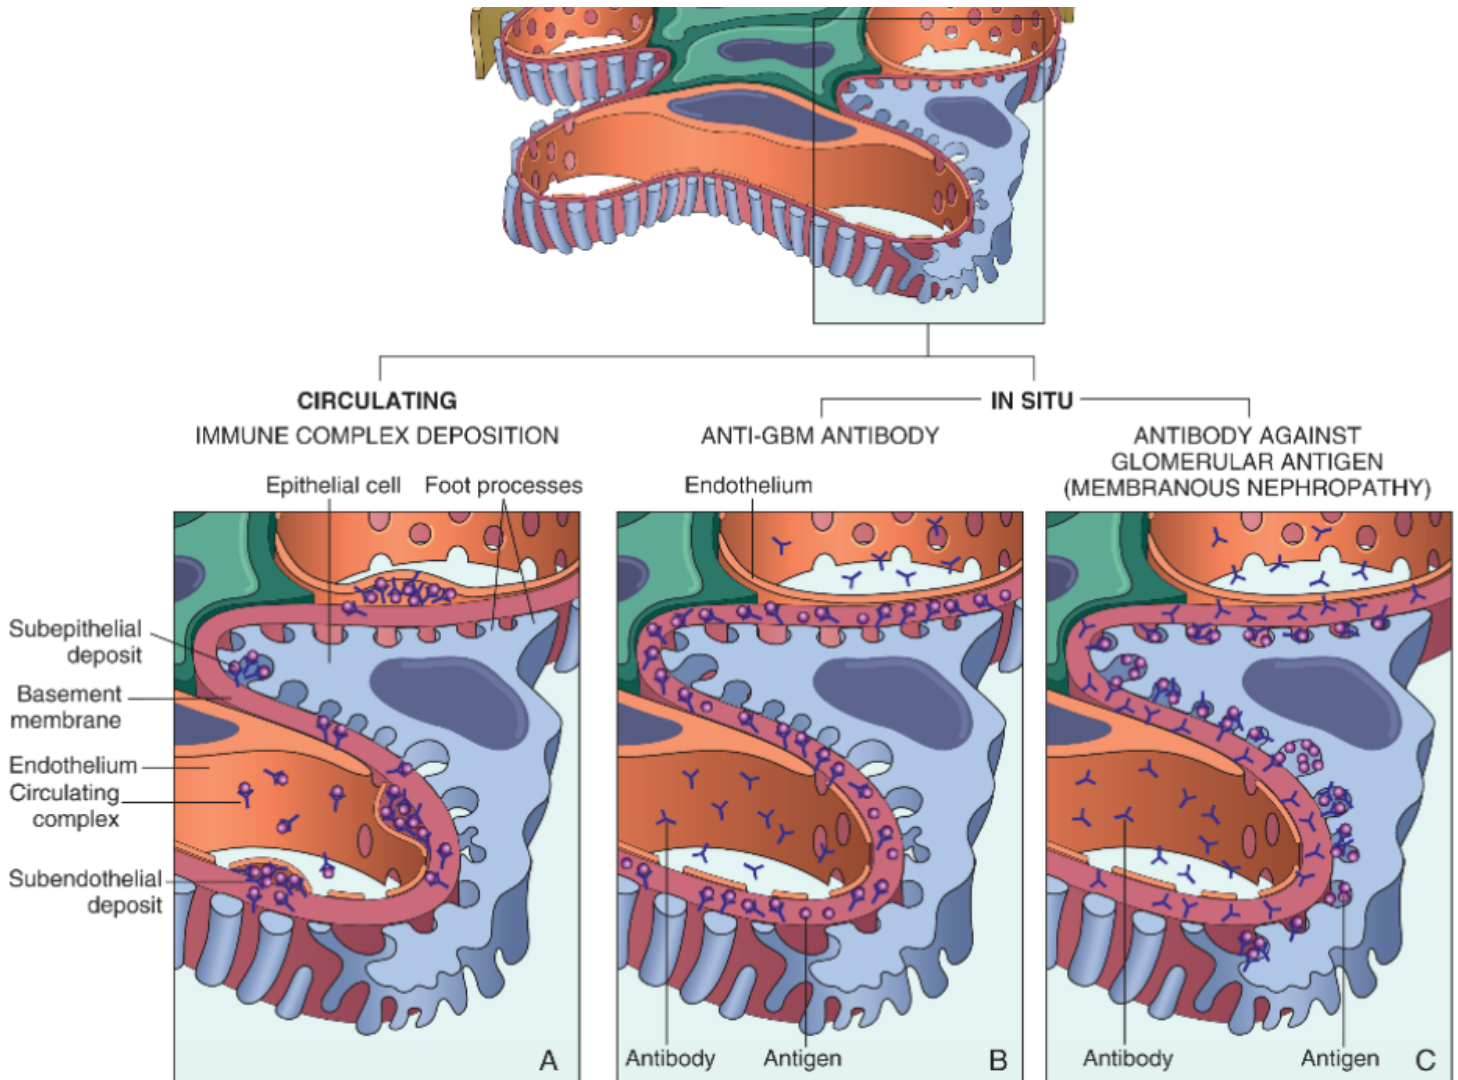 CIRCULATING
IMMUNE COMPLEX DEPOSITION
IN SITU
ANTI-GBM ANTIBODY
ANTIBODY AGAINST
GLOMERULAR ANTIGEN
(MEMBRANOUS NEPHROPATHY)
Epithelial cell
Foot processes
Endothelium
Subepithelial
deposit
Basement
membrane
Endothelium
Circulating
complex
Subendothelial
deposit
A
Antibody
Antigen
B
Antibody
Antigen
C